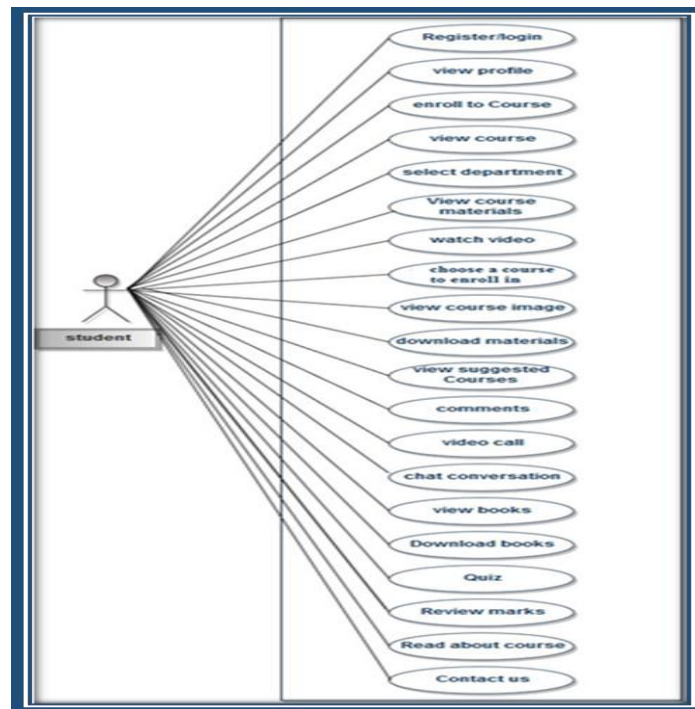 Register/login
view profile
enroll to Course
view course
select department
View course
materials
watch video
choose a course
to enroll in
view course image
student
download materials
view suggested
Courses
comments
video call
chat conversation
view books
Download books
Quiz
Review marks
Read about course
Contact us